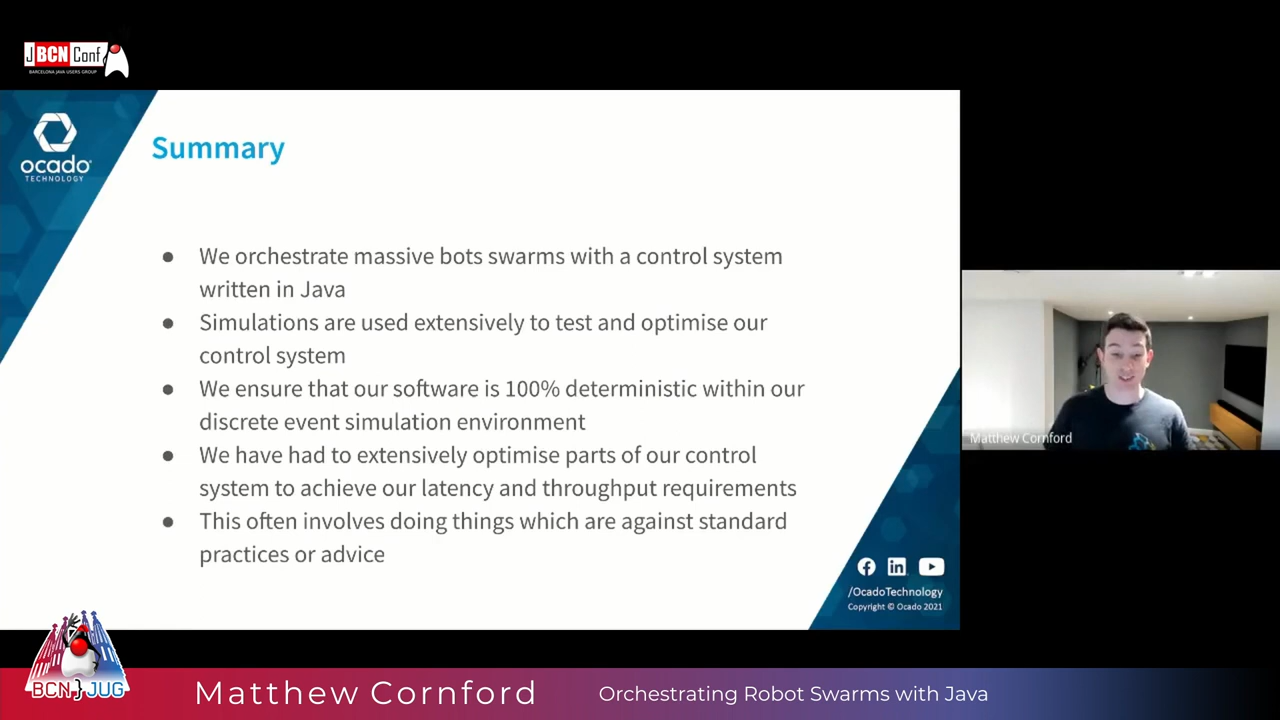 JBCNConf
BARCELONA JAVA USERS GROUP
ocado
TECHNOLOGY
Summary
● We orchestrate massive bots swarms with a control system
written in Java
● Simulations are used extensively to test and optimise our
control system
● We ensure that our software is 100% deterministic within our
discrete event simulation environment
● We have had to extensively optimise parts of our control
system to achieve our latency and throughput requirements
● This often involves doing things which are against standard
practices or advice
/OcadoTechnology
Copyright © Ocado 2021
Matthew Cornford
BCN JUG
Matthew Cornford
Orchestrating Robot Swarms with Java